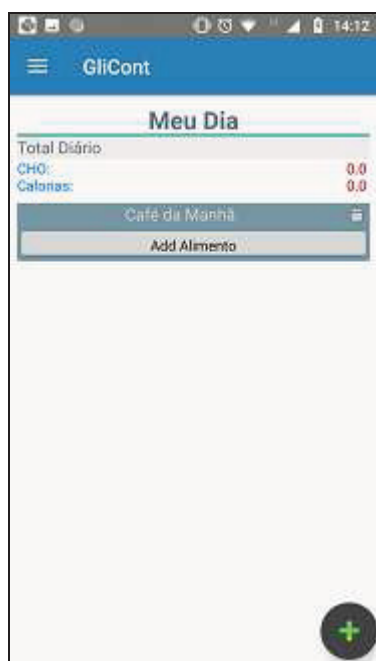 14:12
GliCont
Meu Dia
Total Diário
CHO: 0.0
Calorias: 0.0
Café da Manhã
Add Alimento